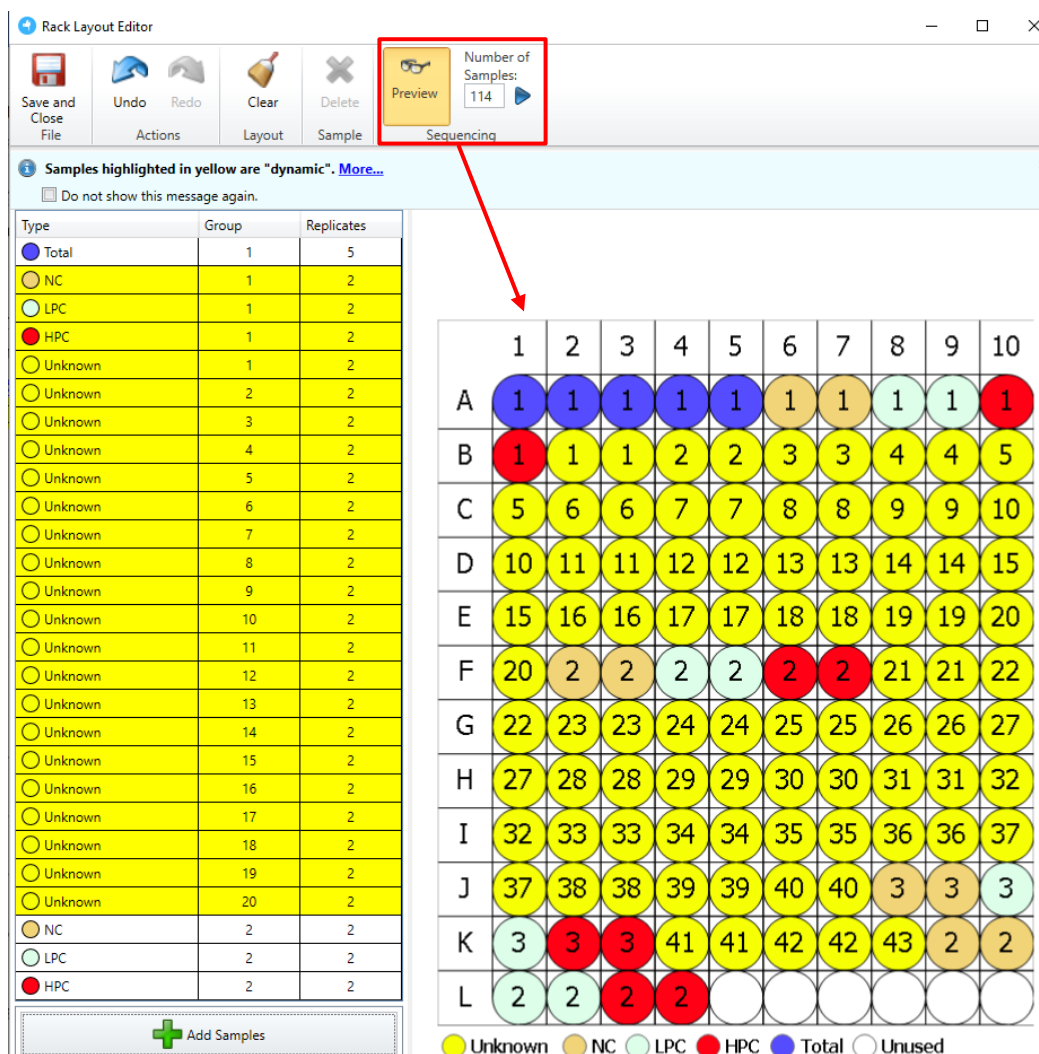 Rack Layout Editor
Save and Close
Undo
Redo
Clear
Delete
Preview
Number of Samples:
114
File
Actions
Layout
Sample
Sequencing
Samples highlighted in yellow are "dynamic". More...
Do not show this message again.
Type Group Replicates
Total 1 5
NC 1 2
LPC 1 2
HPC 1 2
Unknown 1 2
Unknown 2 2
Unknown 3 2
Unknown 4 2
Unknown 5 2
Unknown 6 2
Unknown 7 2
Unknown 8 2
Unknown 9 2
Unknown 10 2
Unknown 11 2
Unknown 12 2
Unknown 13 2
Unknown 14 2
Unknown 15 2
Unknown 16 2
Unknown 17 2
Unknown 18 2
Unknown 19 2
Unknown 20 2
NC 2 2
LPC 2 2
HPC 2 2
Add Samples
1 2 3 4 5 6 7 8 9 10
A 1 1 1 1 1 1 1 1 1 1
B 1 1 1 2 2 3 3 4 4 5
C 5 6 6 7 7 8 8 9 9 10
D 10 11 11 12 12 13 13 14 14 15
E 15 16 16 17 17 18 18 19 19 20
F 20 2 2 2 2 2 2 21 21 22
G 22 23 23 24 24 25 25 26 26 27
H 27 28 28 29 29 30 30 31 31 32
I 32 33 33 34 34 35 35 36 36 37
J 37 38 38 39 39 40 40 3 3 3
K 3 3 3 41 41 42 42 43 2 2
L 2 2 2 2
Unknown NC LPC HPC Total Unused